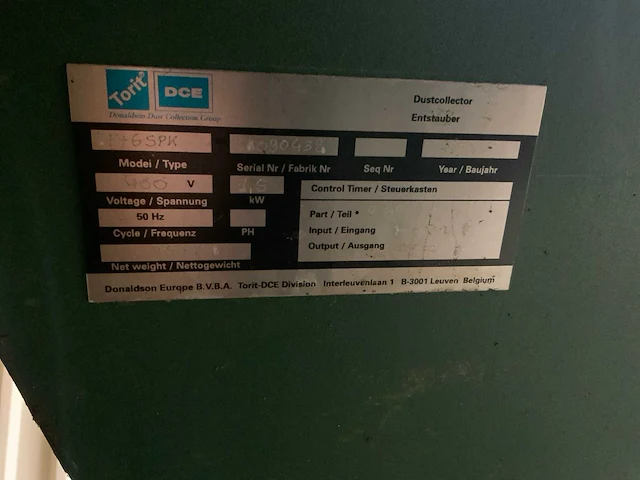 Torit® DCE
Donaldson Dust Collection Group
Dustcollector
Entstauber
Model / Type
Serial Nr / Fabrik Nr
Seq Nr
Year / Baujahr
400 V
Voltage / Spannung
kW
Control Timer / Steuerkasten
50 Hz
Part / Teil *
Cycle / Frequenz
PH
Input / Eingang
Output / Ausgang
Net weight / Nettogewicht
Donaldson Europe B.V.B.A. Torit-DCE Division Interleuvenlaan 1 B-3001 Leuven Belgium